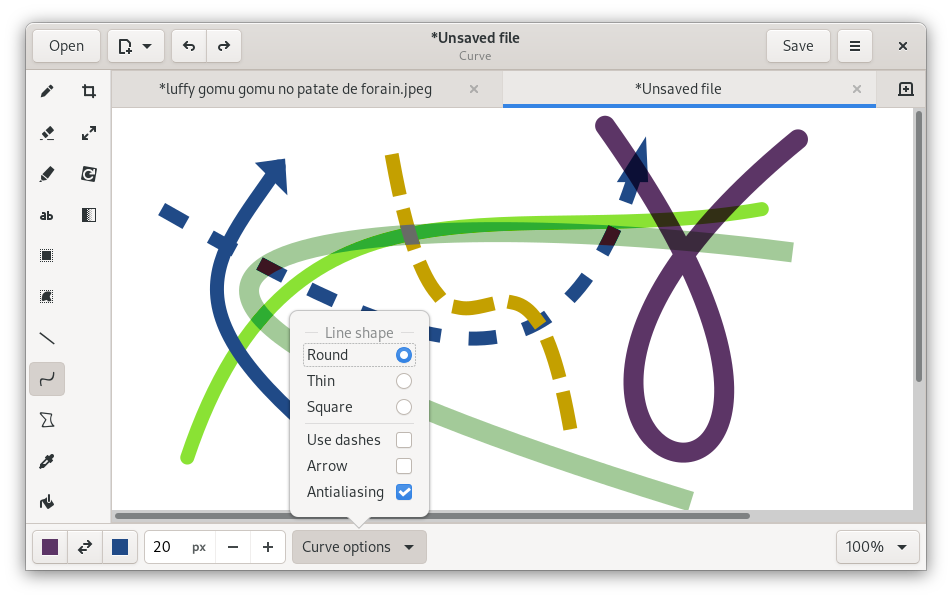 Open
*Unsaved file
Curve
Save
*luffy gomu gomu no patate de forain.jpeg
*Unsaved file
ab
Line shape
Round
Thin
Square
Use dashes
Arrow
Antialiasing
20 px
Curve options
100%